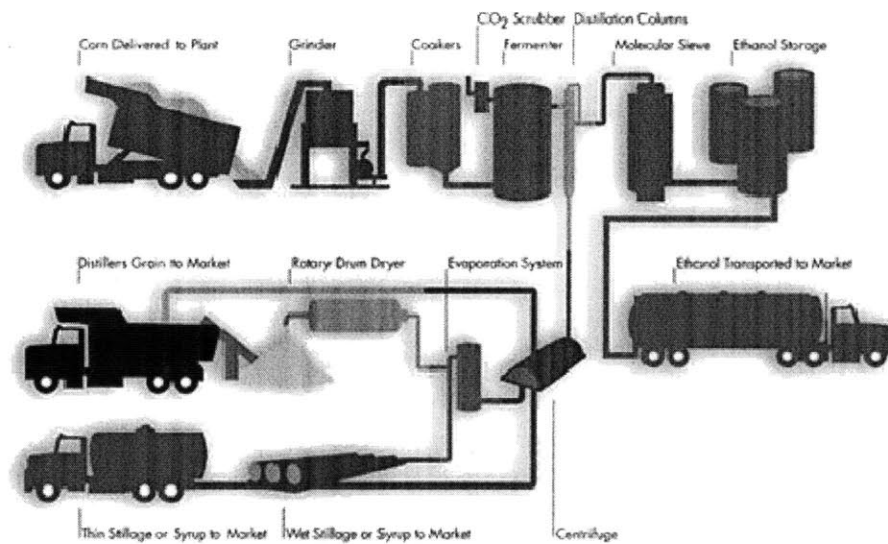 CO2 Scrubber
Distillation Columns
Corn Delivered to Plant
Grinder
Cookers
Fermenter
Molecular Sieve
Ethanol Storage
Distillers Grain to Market
Rotary Drum Dryer
Evaporation System
Ethanol Transported to Market
Thin Stillage or Syrup to Market
Wet Stillage or Syrup to Market
Centrifuge